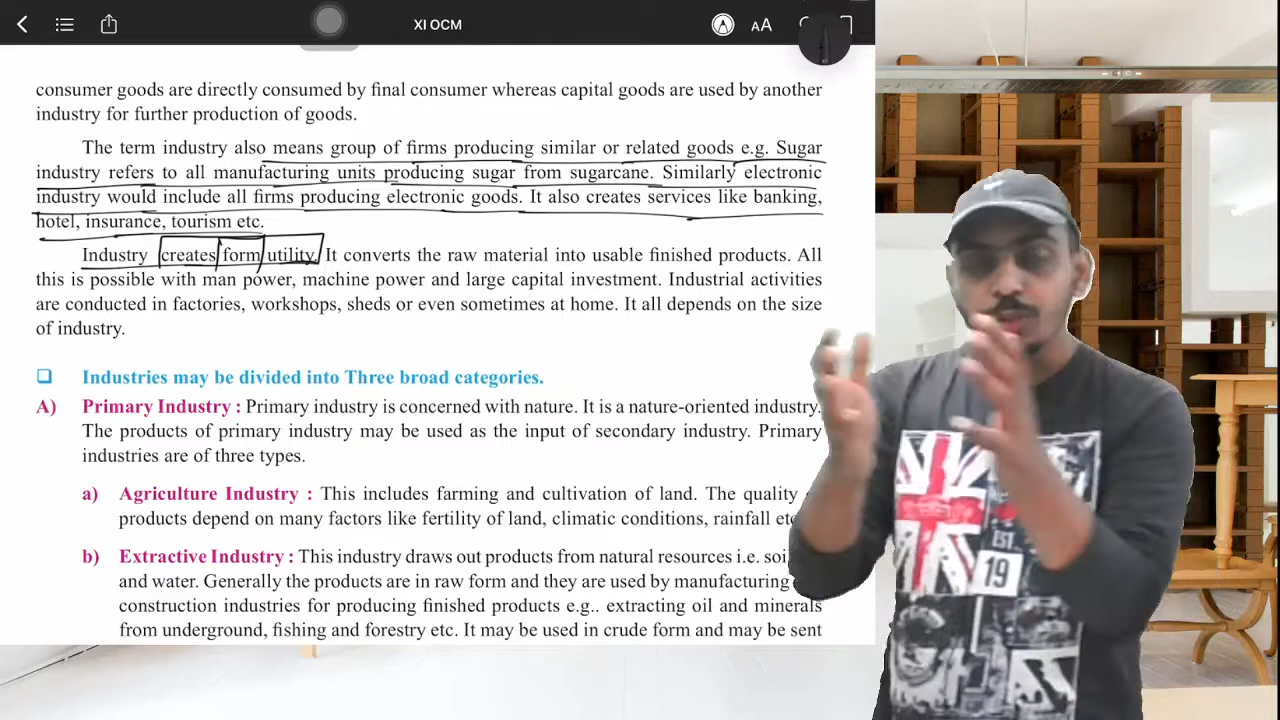 XI OCM
AA
consumer goods are directly consumed by final consumer whereas capital goods are used by another
industry for further production of goods.
The term industry also means group of firms producing similar or related goods e.g. Sugar
industry refers to all manufacturing units producing sugar from sugarcane. Similarly electronic
industry would include all firms producing electronic goods. It also creates services like banking,
hotel, insurance, tourism etc.
Industry creates form utility. It converts the raw material into usable finished products. All
this is possible with man power, machine power and large capital investment. Industrial activities
are conducted in factories, workshops, sheds or even sometimes at home. It all depends on the size
of industry.
Industries may be divided into Three broad categories.
A) Primary Industry : Primary industry is concerned with nature. It is a nature-oriented industry.
The products of primary industry may be used as the input of secondary industry. Primary
industries are of three types.
a) Agriculture Industry : This includes farming and cultivation of land. The quality
products depend on many factors like fertility of land, climatic conditions, rainfall
b) Extractive Industry : This industry draws out products from natural resources i.e.
and water. Generally the products are in raw form and they are used by manufacturing
construction industries for producing finished products e.g.. extracting oil and minerals
from underground, fishing and forestry etc. It may be used in crude form and may be sent
EST
19